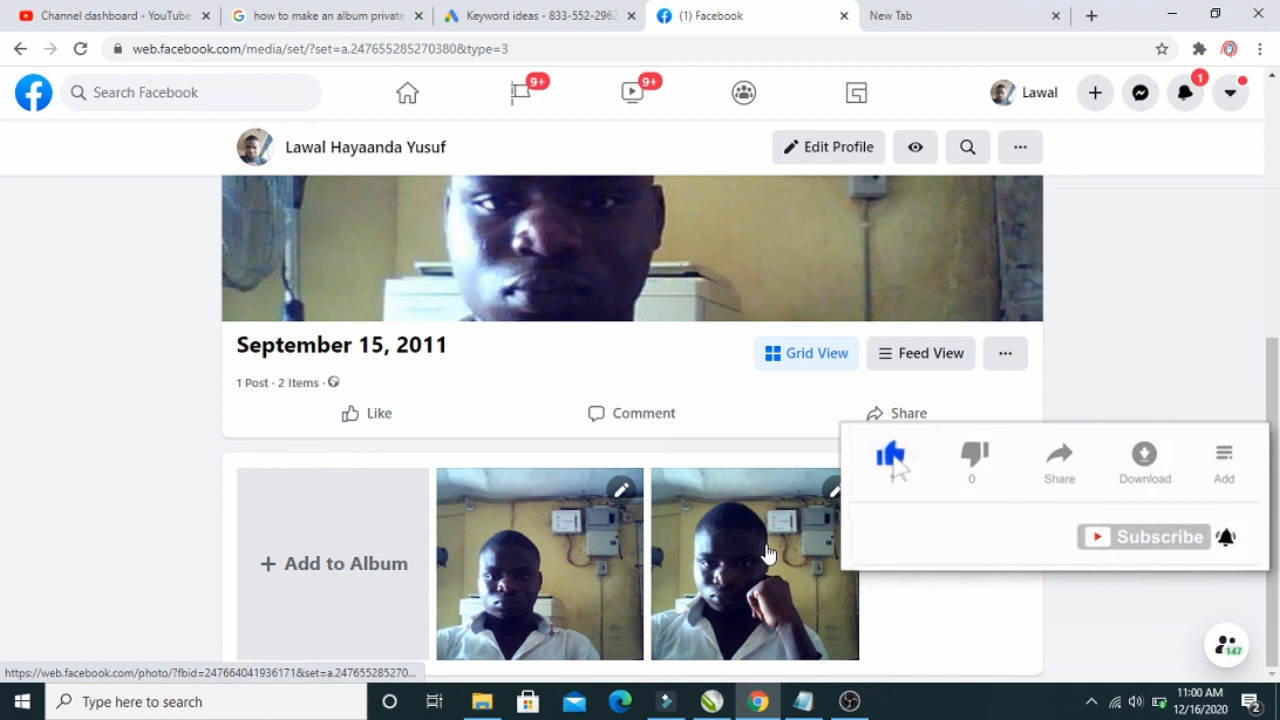 Channel dashboard - YouTube
how to make an album private
Keyword ideas - 833-552-2962
(1) Facebook
New Tab
web.facebook.com/media/set/?set=a.247655285270380&type=3
Search Facebook
9+
9+
Lawal
1
Lawal Hayaanda Yusuf
Edit Profile
September 15, 2011
Grid View
Feed View
1 Post · 2 Items ·
Like
Comment
Share
0
Share
Download
Add
Subscribe
+ Add to Album
147
https://web.facebook.com/photo/?fbid=247664041936171&set=a.247655285270...
Type here to search
11:00 AM
12/16/2020
2